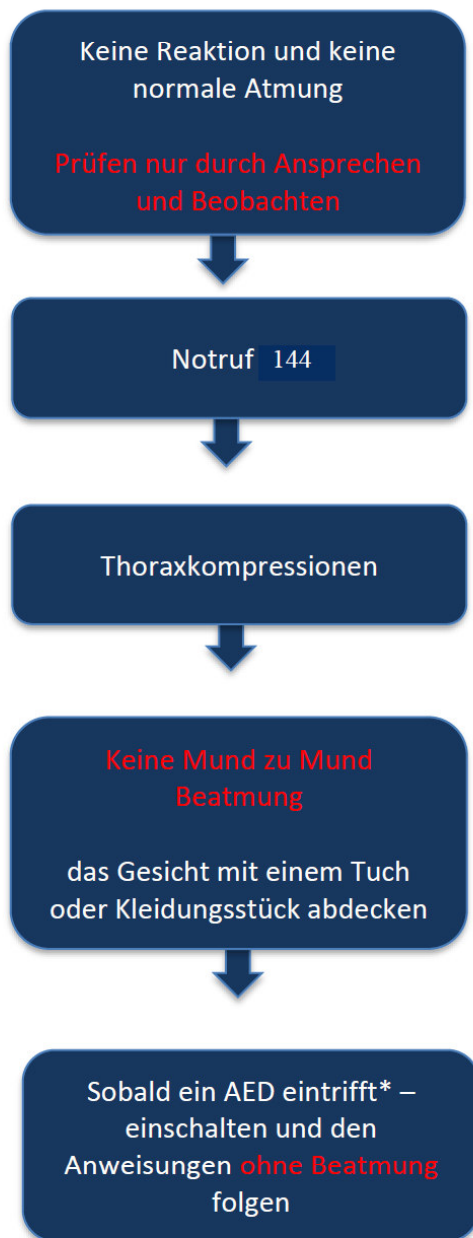 Keine Reaktion und keine
normale Atmung
Prüfen nur durch Ansprechen
und Beobachten
Notruf 144
Thoraxkompressionen
Keine Mund zu Mund
Beatmung
das Gesicht mit einem Tuch
oder Kleidungsstück abdecken
Sobald ein AED eintrifft* –
einschalten und den
Anweisungen ohne Beatmung
folgen